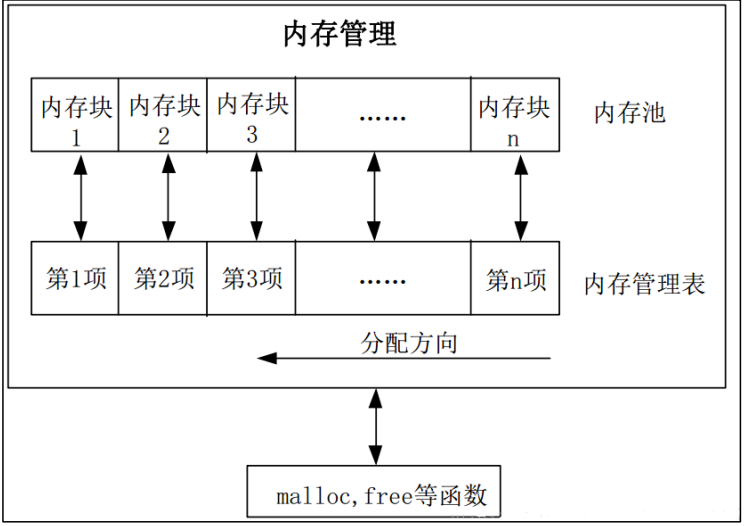 内存管理
内存块 内存块 内存块 …… 内存块 内存池
1 2 3 n
第1项 第2项 第3项 …… 第n项 内存管理表
分配方向
malloc,free等函数